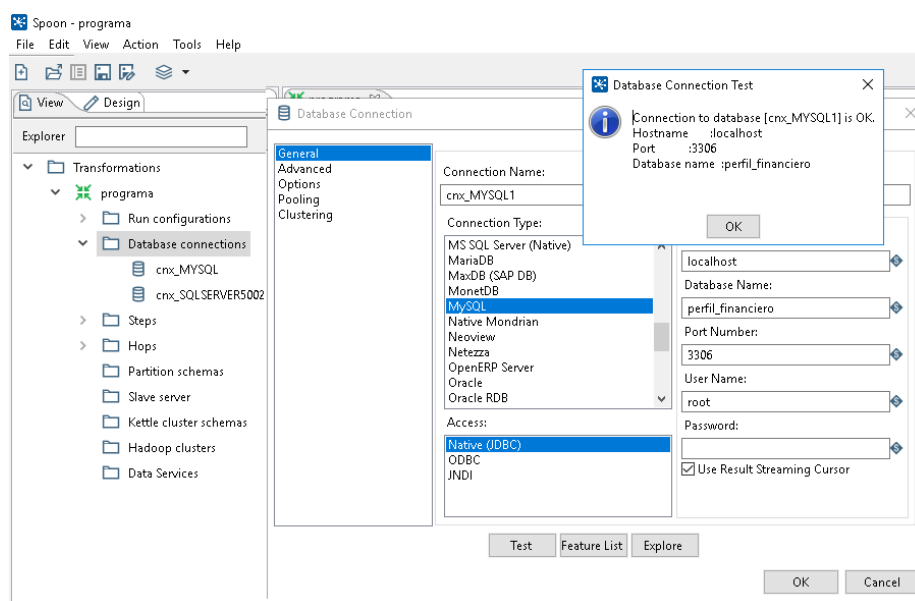 Spoon - programa
File Edit View Action Tools Help
View
Design
Explorer
Transformations
programa
Run configurations
Database connections
cnx_MYSQL
cnx_SQLSERVER5002
Steps
Hops
Partition schemas
Slave server
Kettle cluster schemas
Hadoop clusters
Data Services
Database Connection
General
Advanced
Options
Pooling
Clustering
Connection Name:
cnx_MYSQL1
Connection Type:
MS SQL Server (Native)
MariaDB
MaxDB (SAP DB)
MonetDB
MySQL
Native Mondrian
Neoview
Netezza
OpenERP Server
Oracle
Oracle RDB
Access:
Native (JDBC)
ODBC
JNDI
localhost
Database Name:
perfil_financiero
Port Number:
3306
User Name:
root
Password:
Use Result Streaming Cursor
Test
Feature List
Explore
OK
Cancel
Database Connection Test
Connection to database [cnx_MYSQL1] is OK.
Hostname :localhost
Port :3306
Database name :perfil_financiero
OK